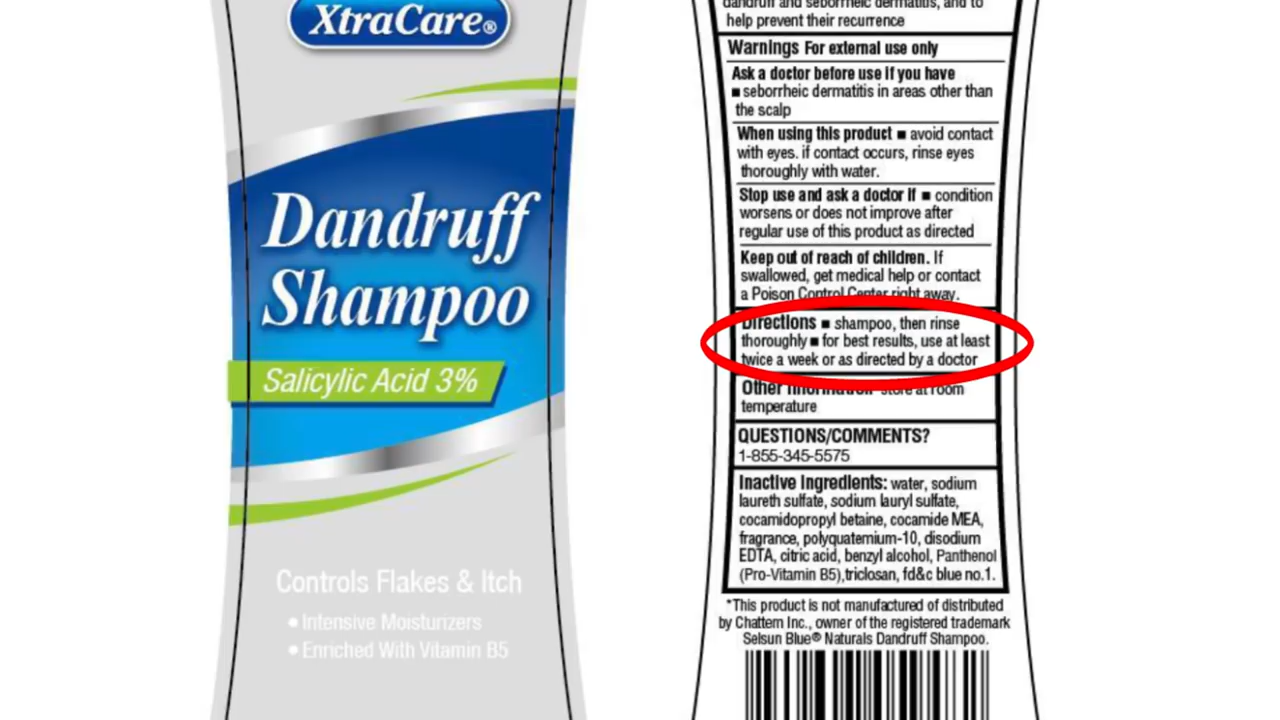 XtraCare®
Dandruff
Shampoo
Salicylic Acid 3%
Controls Flakes & Itch
• Intensive Moisturizers
• Enriched With Vitamin B5
dandruff and seborrheic dermatitis, and to
help prevent their recurrence
Warnings For external use only
Ask a doctor before use if you have
■ seborrheic dermatitis in areas other than
the scalp
When using this product ■ avoid contact
with eyes. if contact occurs, rinse eyes
thoroughly with water.
Stop use and ask a doctor if ■ condition
worsens or does not improve after
regular use of this product as directed
Keep out of reach of children. If
swallowed, get medical help or contact
a Poison Control Center right away.
Directions ■ shampoo, then rinse
thoroughly ■ for best results, use at least
twice a week or as directed by a doctor
Other information store at room
temperature
QUESTIONS/COMMENTS?
1-855-345-5575
Inactive Ingredients: water, sodium
laureth sulfate, sodium lauryl sulfate,
cocamidopropyl betaine, cocamide MEA,
fragrance, polyquaternium-10, disodium
EDTA, citric acid, benzyl alcohol, Panthenol
(Pro-Vitamin B5),triclosan, fd&c blue no.1.
*This product is not manufactured of distributed
by Chattem Inc., owner of the registered trademark
Selsun Blue® Naturals Dandruff Shampoo.